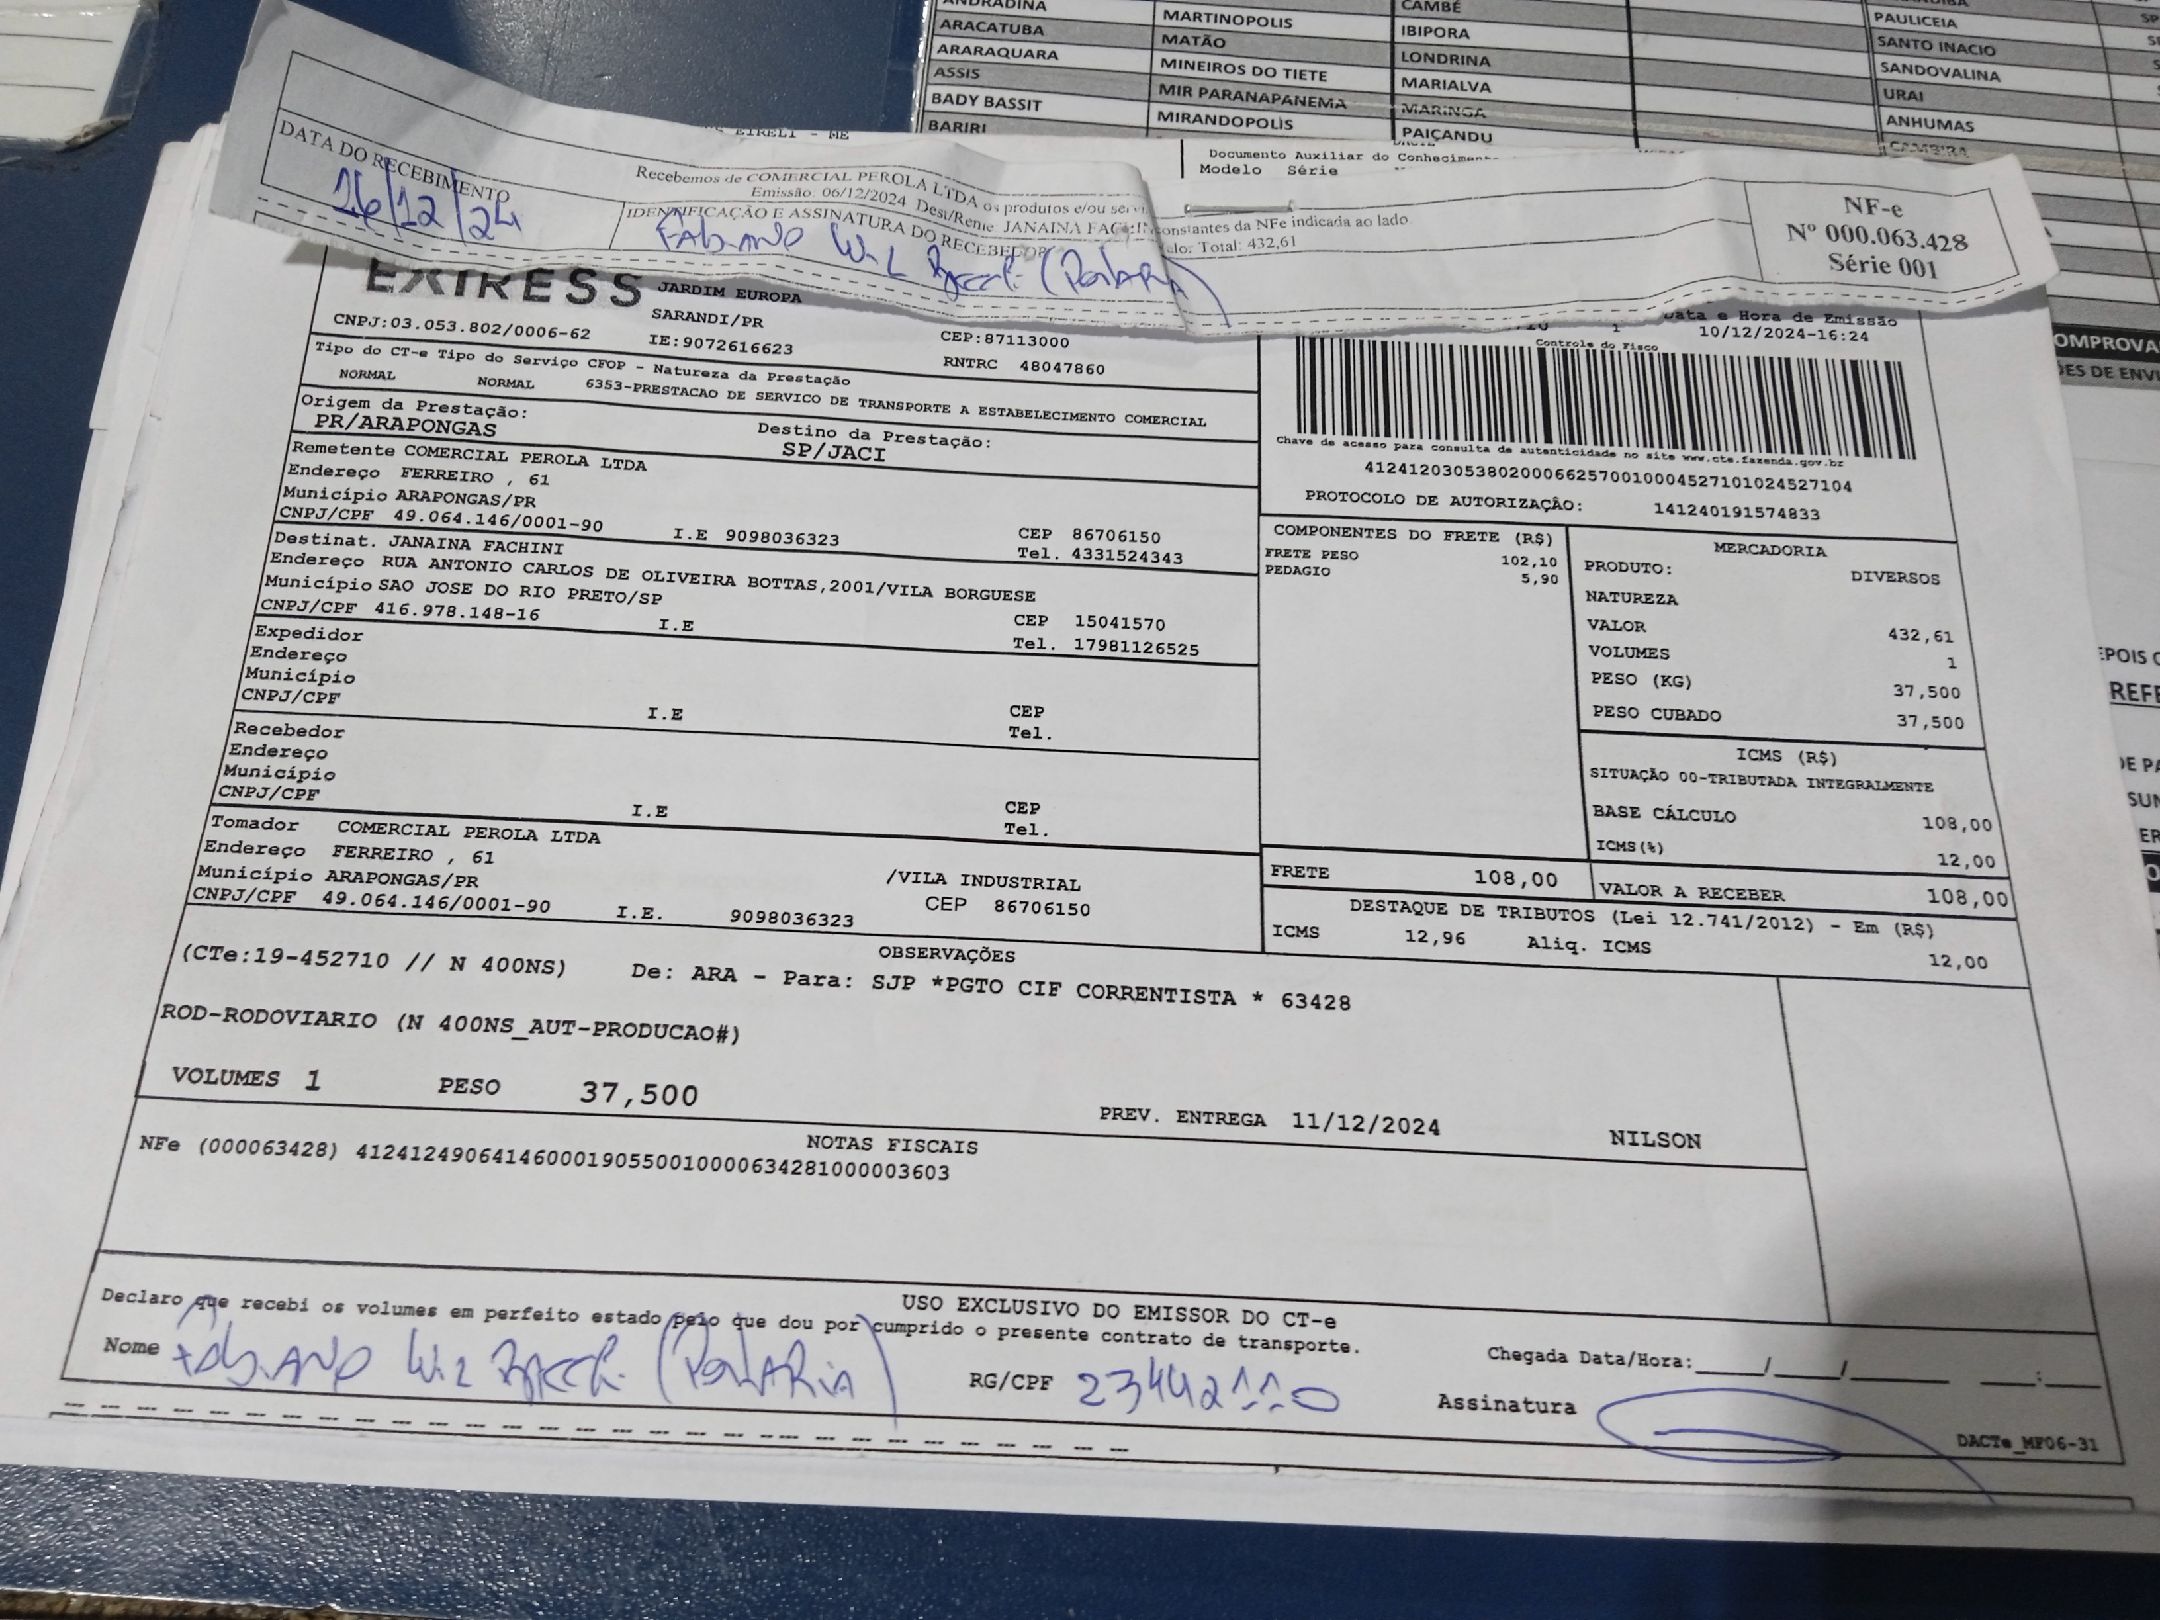 ANDRADINA
ARACATUBA
ARARAQUARA
ASSIS
BADY BASSIT
BARIRI
MARTINOPOLIS
MATÃO
MINEIROS DO TIETE
MIR PARANAPANEMA
MIRANDOPOLIS
CAMBÉ
IBIPORA
LONDRINA
MARIALVA
MARINGA
PAIÇANDU
PAULICEIA
SANTO INACIO
SANDOVALINA
URAI
ANHUMAS
CAMBIRA
EIRELI - ME
Documento Auxiliar do Conhecimen
Modelo Série
DATA DO RECEBIMENTO
16/12/24
Recebemos de COMERCIAL PEROLA LTDA os produtos e/ou servi constantes da NFe indicada ao lado.
Emissão: 06/12/2024 Dest/Reme JANAINA FACHIN Total: 432,61
IDENTIFICAÇÃO E ASSINATURA DO RECEBEDOR
FABIANO (PORTARIA)
NF-e
Nº 000.063.428
Série 001
JARDIM EUROPA
SARANDI/PR
CNPJ:03.053.802/0006-62 IE:9072616623 CEP:87113000
RNTRC 48047860
Data e Hora de Emissão
1 10/12/2024-16:24
Controle do Fisco
Tipo do CT-e Tipo do Serviço CFOP - Natureza da Prestação
NORMAL NORMAL 6353-PRESTACAO DE SERVICO DE TRANSPORTE A ESTABELECIMENTO COMERCIAL
Origem da Prestação: Destino da Prestação:
PR/ARAPONGAS SP/JACI
Chave de acesso para consulta de autenticidade no site www.cte.fazenda.gov.br
41241203053802000662570010004527101024527104
PROTOCOLO DE AUTORIZAÇÃO: 141240191574833
Remetente COMERCIAL PEROLA LTDA
Endereço FERREIRO , 61
Município ARAPONGAS/PR CEP 86706150
CNPJ/CPF 49.064.146/0001-90 I.E 9098036323 Tel. 4331524343
Destinat. JANAINA FACHINI
Endereço RUA ANTONIO CARLOS DE OLIVEIRA BOTTAS,2001/VILA BORGUESE
Município SAO JOSE DO RIO PRETO/SP CEP 15041570
CNPJ/CPF 416.978.148-16 I.E Tel. 17981126525
Expedidor
Endereço
Município CEP
CNPJ/CPF I.E Tel.
Recebedor
Endereço
Município CEP
CNPJ/CPF I.E Tel.
Tomador COMERCIAL PEROLA LTDA
Endereço FERREIRO , 61 /VILA INDUSTRIAL
Município ARAPONGAS/PR CEP 86706150
CNPJ/CPF 49.064.146/0001-90 I.E. 9098036323
COMPONENTES DO FRETE (R$)
FRETE PESO 102,10
PEDAGIO 5,90
MERCADORIA
PRODUTO: DIVERSOS
NATUREZA
VALOR 432,61
VOLUMES 1
PESO (KG) 37,500
PESO CUBADO 37,500
ICMS (R$)
SITUAÇÃO 00-TRIBUTADA INTEGRALMENTE
BASE CÁLCULO 108,00
ICMS(%) 12,00
FRETE 108,00 VALOR A RECEBER 108,00
DESTAQUE DE TRIBUTOS (Lei 12.741/2012) - Em (R$)
ICMS 12,96 Aliq. ICMS 12,00
OBSERVAÇÕES
(CTe:19-452710 // N 400NS) De: ARA - Para: SJP *PGTO CIF CORRENTISTA * 63428
ROD-RODOVIARIO (N 400NS_AUT-PRODUCAO#)
VOLUMES 1 PESO 37,500 PREV. ENTREGA 11/12/2024 NILSON
NOTAS FISCAIS
NFe (000063428) 41241249064146000190550010000634281000003603
USO EXCLUSIVO DO EMISSOR DO CT-e
Declaro que recebi os volumes em perfeito estado pelo que dou por cumprido o presente contrato de transporte.
Chegada Data/Hora:____/____/______ ___:___
Nome FABIANO (PORTARIA) RG/CPF Assinatura
DACTe_MF06-31